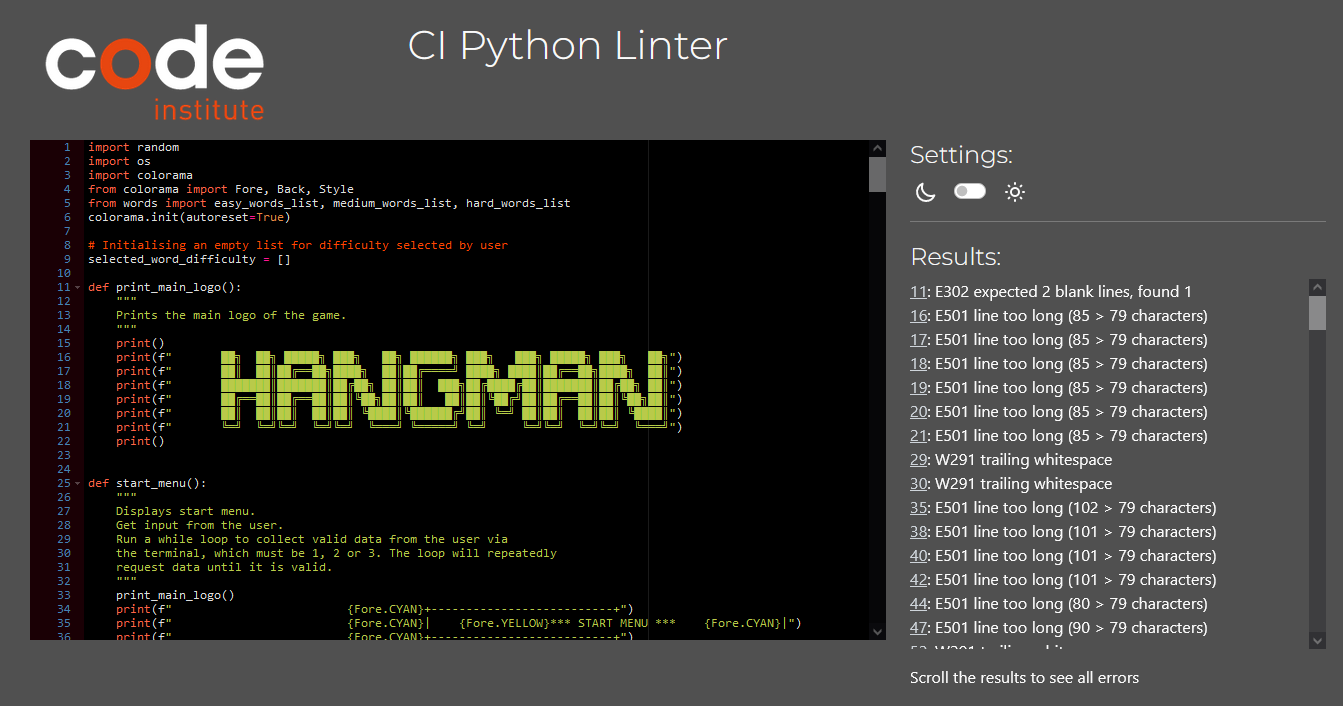 code
institute
CI Python Linter
1 import random
2 import os
3 import colorama
4 from colorama import Fore, Back, Style
5 from words import easy_words_list, medium_words_list, hard_words_list
6 colorama.init(autoreset=True)
7
8 # Initialising an empty list for difficulty selected by user
9 selected_word_difficulty = []
10
11 def print_main_logo():
12 """
13 Prints the main logo of the game.
14 """
15 print()
16 print(f" ")
17 print(f" ")
18 print(f" ")
19 print(f" ")
20 print(f" ")
21 print(f" ")
HANGMAN
22 print()
23
24
25 def start_menu():
26 """
27 Displays start menu.
28 Get input from the user.
29 Run a while loop to collect valid data from the user via
30 the terminal, which must be 1, 2 or 3. The loop will repeatedly
31 request data until it is valid.
32 """
33 print_main_logo()
34 print(f" {Fore.CYAN}+--------------------------+")
35 print(f" {Fore.CYAN}| {Fore.YELLOW}*** START MENU *** {Fore.CYAN}|")
36 print(f" {Fore.CYAN}+--------------------------+")
Settings:
Results:
11: E302 expected 2 blank lines, found 1
16: E501 line too long (85 > 79 characters)
17: E501 line too long (85 > 79 characters)
18: E501 line too long (85 > 79 characters)
19: E501 line too long (85 > 79 characters)
20: E501 line too long (85 > 79 characters)
21: E501 line too long (85 > 79 characters)
29: W291 trailing whitespace
30: W291 trailing whitespace
35: E501 line too long (102 > 79 characters)
38: E501 line too long (101 > 79 characters)
40: E501 line too long (101 > 79 characters)
42: E501 line too long (101 > 79 characters)
44: E501 line too long (80 > 79 characters)
47: E501 line too long (90 > 79 characters)
Scroll the results to see all errors